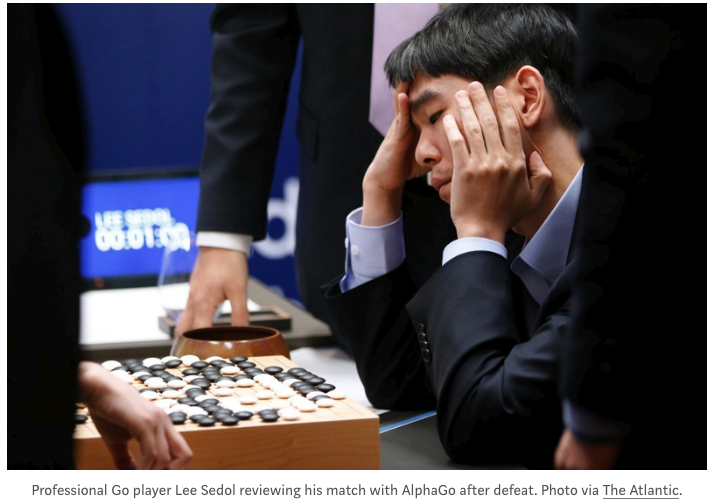 LEE SEDOL
00:01:00
d
Professional Go player Lee Sedol reviewing his match with AlphaGo after defeat. Photo via The Atlantic.